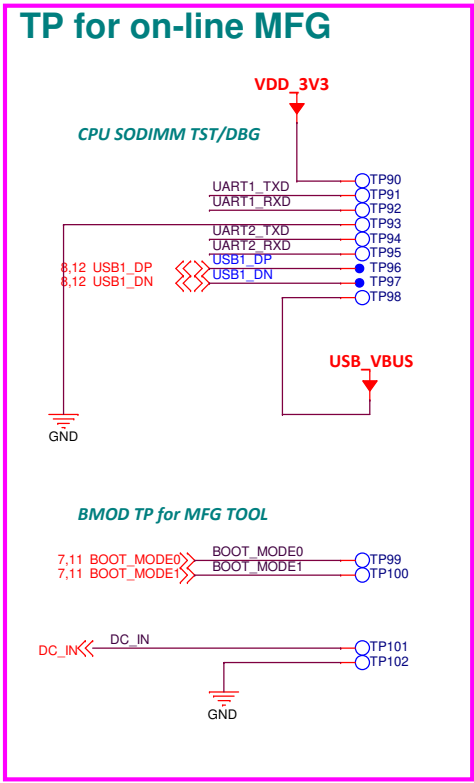 TP for on-line MFG
VDD_3V3
CPU SODIMM TST/DBG
TP90
UART1_TXD TP91
UART1_RXD TP92
TP93
UART2_TXD TP94
UART2_RXD TP95
8,12 USB1_DP USB1_DP TP96
8,12 USB1_DN USB1_DN TP97
TP98
USB_VBUS
GND
BMOD TP for MFG TOOL
7,11 BOOT_MODE0 BOOT_MODE0 TP99
7,11 BOOT_MODE1 BOOT_MODE1 TP100
DC_IN DC_IN TP101
TP102
GND